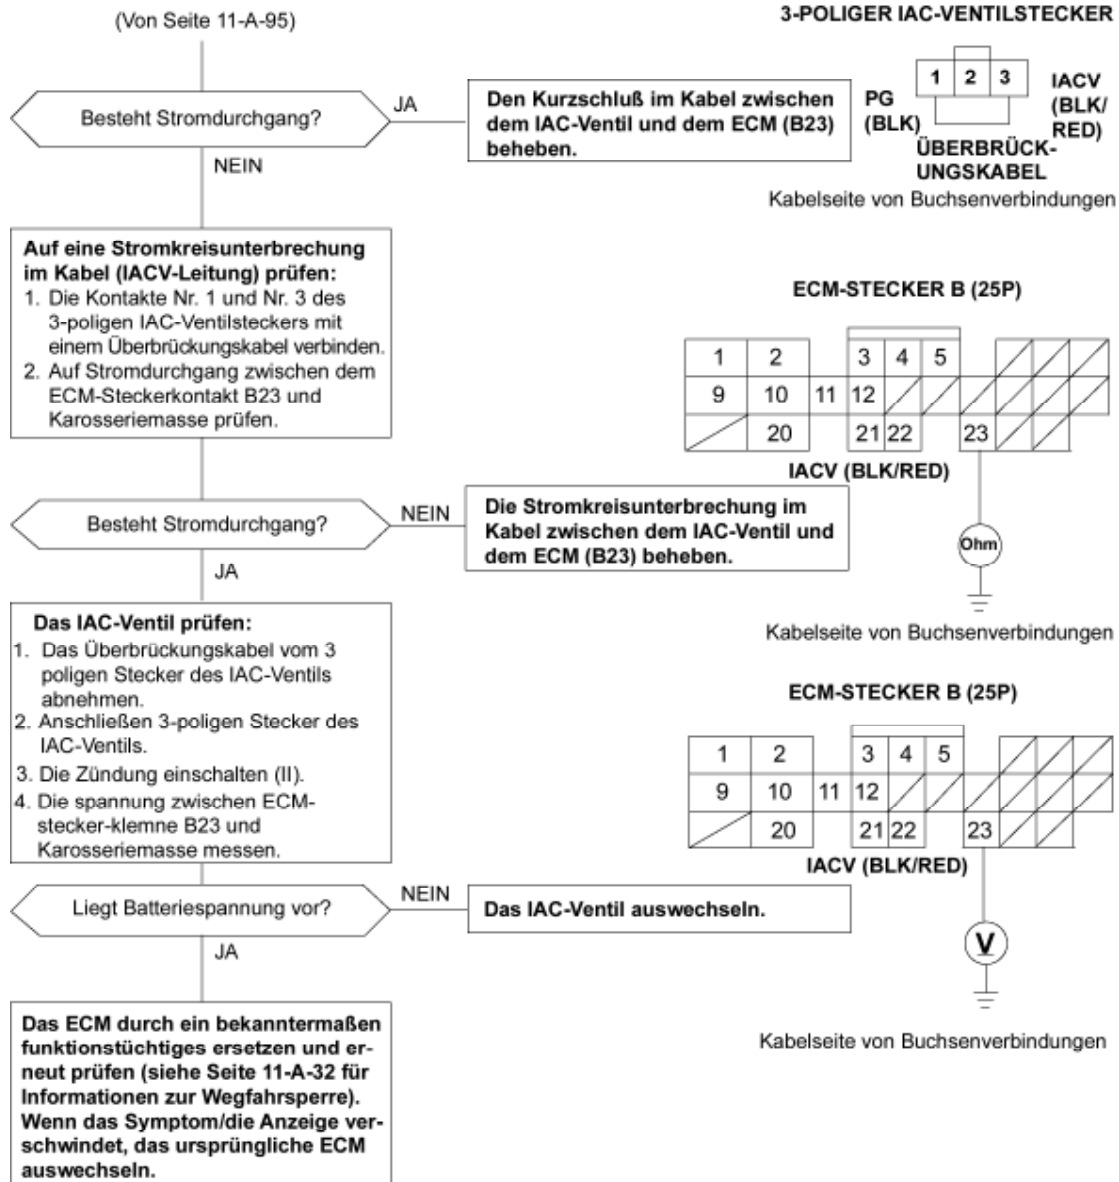 (Von Seite 11-A-95)
Besteht Stromdurchgang?
JA
NEIN
Den Kurzschluß im Kabel zwischen
dem IAC-Ventil und dem ECM (B23)
beheben.
3-POLIGER IAC-VENTILSTECKER
1 2 3
PG
(BLK)
IACV
(BLK/
RED)
ÜBERBRÜCK-
UNGSKABEL
Kabelseite von Buchsenverbindungen
Auf eine Stromkreisunterbrechung
im Kabel (IACV-Leitung) prüfen:
1. Die Kontakte Nr. 1 und Nr. 3 des
3-poligen IAC-Ventilsteckers mit
einem Überbrückungskabel verbinden.
2. Auf Stromdurchgang zwischen dem
ECM-Steckerkontakt B23 und
Karosseriemasse prüfen.
ECM-STECKER B (25P)
1 2 3 4 5
9 10 11 12
20 21 22 23
IACV (BLK/RED)
Ohm
Kabelseite von Buchsenverbindungen
Besteht Stromdurchgang?
NEIN
JA
Die Stromkreisunterbrechung im
Kabel zwischen dem IAC-Ventil und
dem ECM (B23) beheben.
Das IAC-Ventil prüfen:
1. Das Überbrückungskabel vom 3
poligen Stecker des IAC-Ventils
abnehmen.
2. Anschließen 3-poligen Stecker des
IAC-Ventils.
3. Die Zündung einschalten (II).
4. Die spannung zwischen ECM-
stecker-klemne B23 und
Karosseriemasse messen.
ECM-STECKER B (25P)
1 2 3 4 5
9 10 11 12
20 21 22 23
IACV (BLK/RED)
V
Kabelseite von Buchsenverbindungen
Liegt Batteriespannung vor?
NEIN
JA
Das IAC-Ventil auswechseln.
Das ECM durch ein bekanntermaßen
funktionstüchtiges ersetzen und er-
neut prüfen (siehe Seite 11-A-32 für
Informationen zur Wegfahrsperre).
Wenn das Symptom/die Anzeige ver-
schwindet, das ursprüngliche ECM
auswechseln.